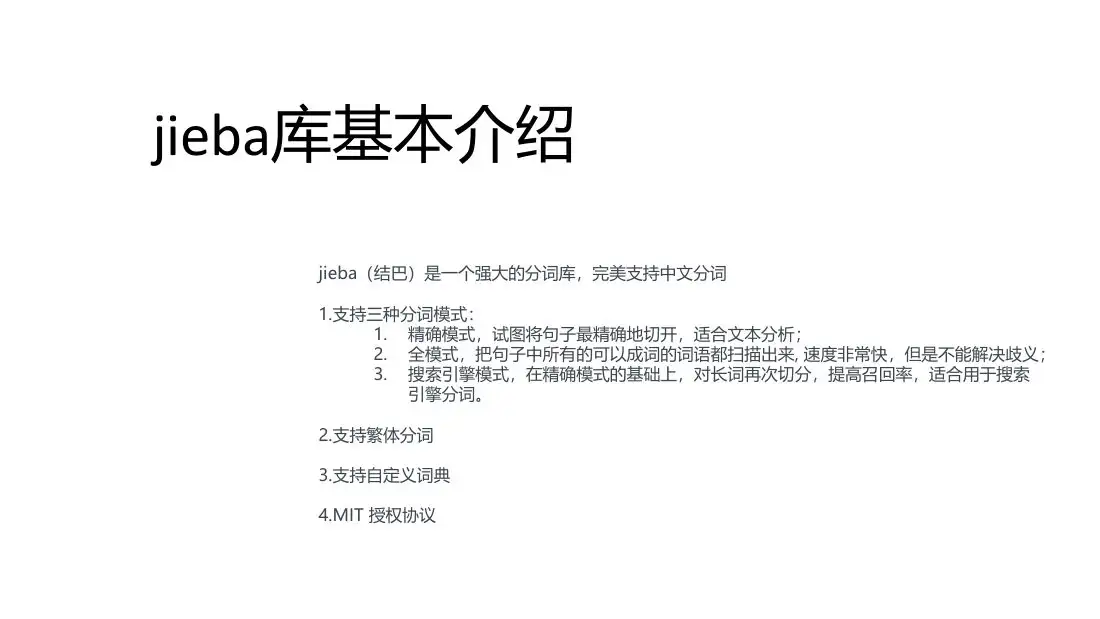 jieba库基本介绍
jieba（结巴）是一个强大的分词库，完美支持中文分词
1.支持三种分词模式：
1. 精确模式，试图将句子最精确地切开，适合文本分析；
2. 全模式，把句子中所有的可以成词的词语都扫描出来, 速度非常快，但是不能解决歧义；
3. 搜索引擎模式，在精确模式的基础上，对长词再次切分，提高召回率，适合用于搜索
引擎分词。
2.支持繁体分词
3.支持自定义词典
4.MIT 授权协议